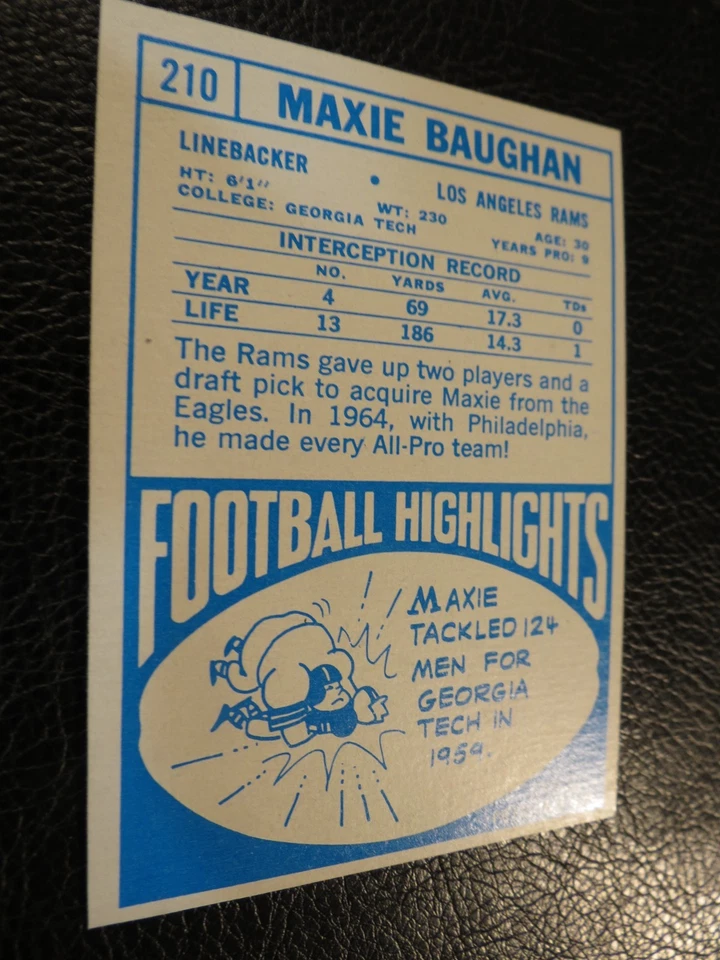 210 MAXIE BAUGHAN
LINEBACKER • LOS ANGELES RAMS
HT: 6'1" WT: 230 AGE: 30
COLLEGE: GEORGIA TECH YEARS PRO: 9
INTERCEPTION RECORD
NO. YARDS AVG. TDs
YEAR 4 69 17.3 0
LIFE 13 186 14.3 1
The Rams gave up two players and a
draft pick to acquire Maxie from the
Eagles. In 1964, with Philadelphia,
he made every All-Pro team!
FOOTBALL HIGHLIGHTS
MAXIE
TACKLED 124
MEN FOR
GEORGIA
TECH IN
1959.